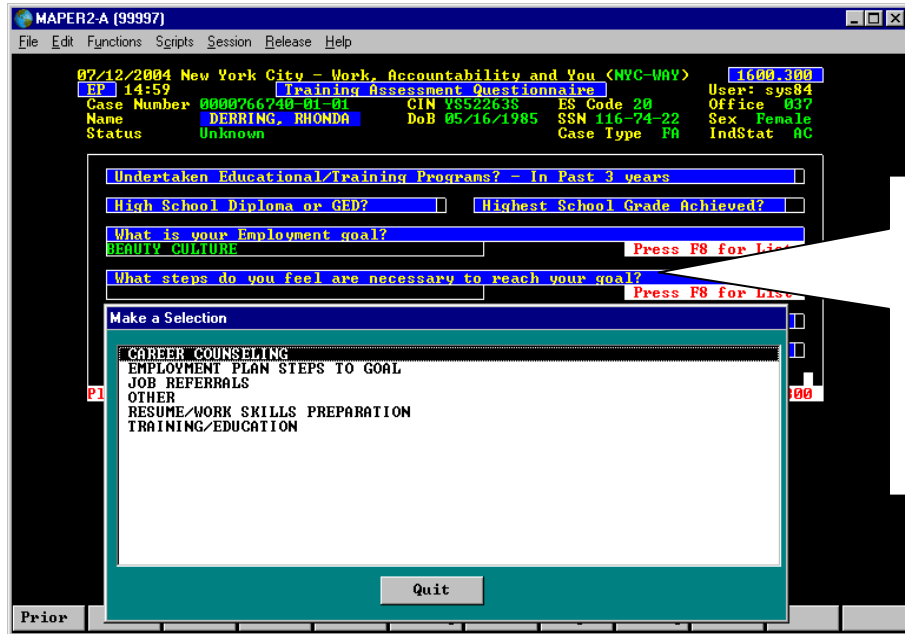 MAPER2-A (99997)
File Edit Functions Scripts Session Release Help
07/12/2004 New York City - Work, Accountability and You (NYC-WAY) 1600.300
EP 14:59 Training Assessment Questionnaire User: sys84
Case Number 0000766740-01-01 CIN YS52263S ES Code 20 Office 037
Name DERRING, RHONDA DoB 05/16/1985 SSN 116-74-22 Sex Female
Status Unknown Case Type FA IndStat AC
Undertaken Educational/Training Programs? - In Past 3 years
High School Diploma or GED? Highest School Grade Achieved?
What is your Employment goal?
BEAUTY CULTURE Press F8 for List
What steps do you feel are necessary to reach your goal?
Press F8 for List
Make a Selection
CAREER COUNSELING
EMPLOYMENT PLAN STEPS TO GOAL
JOB REFERRALS
OTHER
RESUME/WORK SKILLS PREPARATION
TRAINING/EDUCATION
Pl 00
Quit
Prior